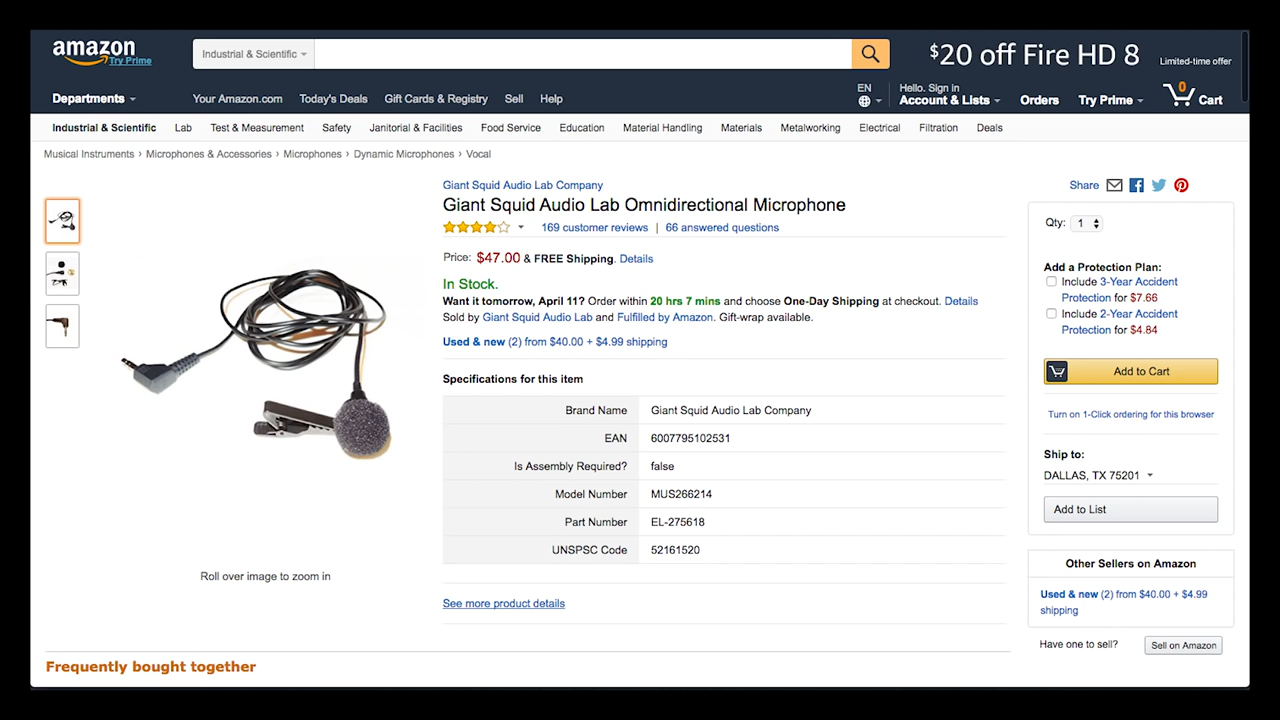 amazon
Try Prime
Industrial & Scientific
$20 off Fire HD 8
Limited-time offer
Departments
Your Amazon.com
Today's Deals
Gift Cards & Registry
Sell
Help
EN
Hello. Sign in
Account & Lists
Orders
Try Prime
0
Cart
Industrial & Scientific
Lab
Test & Measurement
Safety
Janitorial & Facilities
Food Service
Education
Material Handling
Materials
Metalworking
Electrical
Filtration
Deals
Musical Instruments › Microphones & Accessories › Microphones › Dynamic Microphones › Vocal
Giant Squid Audio Lab Company
Giant Squid Audio Lab Omnidirectional Microphone
169 customer reviews | 66 answered questions
Price: $47.00 & FREE Shipping. Details
In Stock.
Want it tomorrow, April 11? Order within 20 hrs 7 mins and choose One-Day Shipping at checkout. Details
Sold by Giant Squid Audio Lab and Fulfilled by Amazon. Gift-wrap available.
Used & new (2) from $40.00 + $4.99 shipping
Specifications for this item
Brand Name Giant Squid Audio Lab Company
EAN 6007795102531
Is Assembly Required? false
Model Number MUS266214
Part Number EL-275618
UNSPSC Code 52161520
See more product details
Roll over image to zoom in
Share
Qty: 1
Add a Protection Plan:
Include 3-Year Accident
Protection for $7.66
Include 2-Year Accident
Protection for $4.84
Add to Cart
Turn on 1-Click ordering for this browser
Ship to:
DALLAS, TX 75201
Add to List
Other Sellers on Amazon
Used & new (2) from $40.00 + $4.99
shipping
Have one to sell?
Sell on Amazon
Frequently bought together